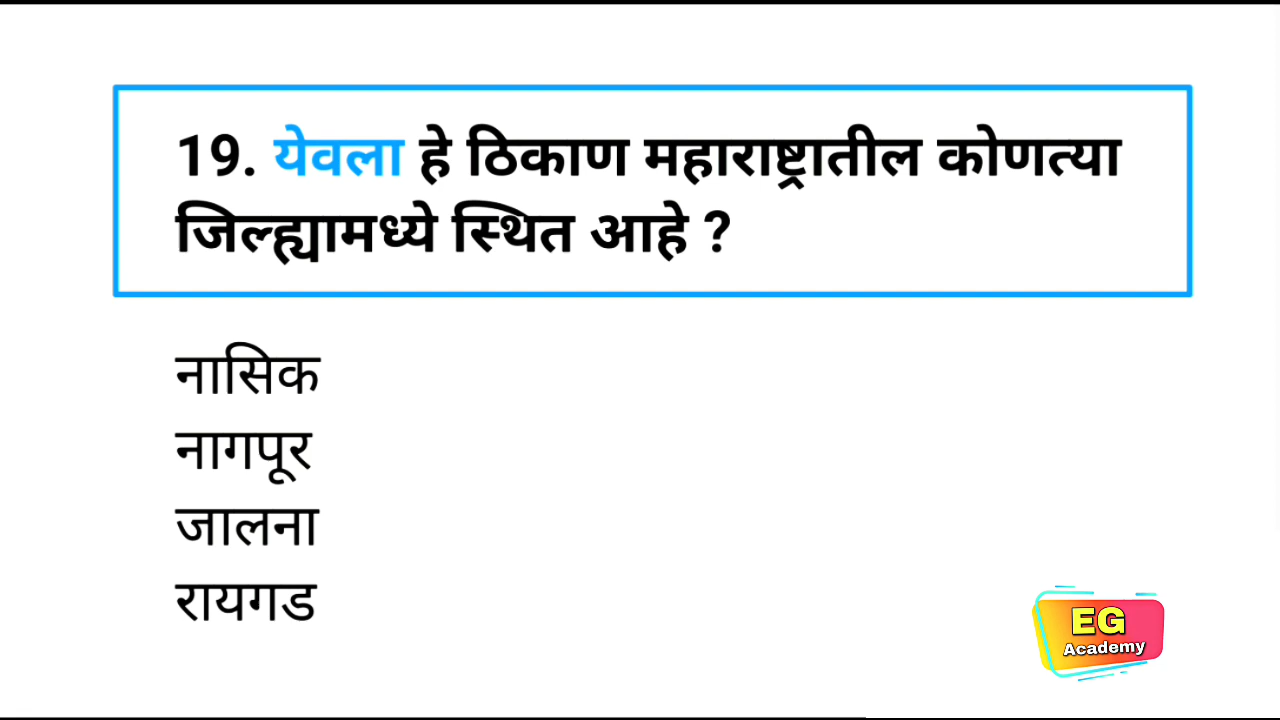 19. येवला हे ठिकाण महाराष्ट्रातील कोणत्या
जिल्ह्यामध्ये स्थित आहे ?
नासिक
नागपूर
जालना
रायगड
EG
Academy